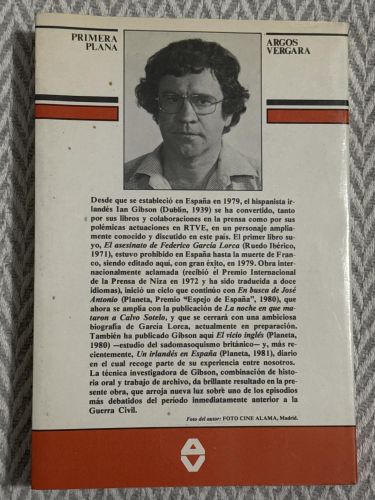 PRIMERA
PLANA
ARGOS
VERGARA
Desde que se estableció en España en 1979, el hispanista ir-
landés Ian Gibson (Dublín, 1939) se ha convertido, tanto
por sus libros y colaboraciones en la prensa como por sus
polémicas actuaciones en RTVE, en un personaje amplia-
mente conocido y discutido en este país. El primer libro su-
yo, El asesinato de Federico García Lorca (Ruedo Ibérico,
1971), estuvo prohibido en España hasta la muerte de Fran-
co, siendo editado aquí, con gran éxito, en 1979. Obra inter-
nacionalmente aclamada (recibió el Premio Internacional
de la Prensa de Niza en 1972 y ha sido traducida a doce
idiomas), inició un ciclo que continúo con En busca de José
Antonio (Planeta, Premio "Espejo de España", 1980), que
ahora se amplía con la publicación de La noche en que ma-
taron a Calvo Sotelo, y que se cerrará con una ambiciosa
biografía de García Lorca, actualmente en preparación.
También ha publicado Gibson aquí El vicio inglés (Planeta,
1980) —estudio del sadomasoquismo británico— y, más re-
cientemente, Un irlandés en España (Planeta, 1981), diario
en el cual recoge parte de su experiencia entre nosotros.
La técnica investigadora de Gibson, combinación de histo-
ria oral y trabajo de archivo, da brillante resultado en la pre-
sente obra, que arroja nueva luz sobre uno de los episodios
más debatidos del período inmediatamente anterior a la
Guerra Civil.
Foto del autor: FOTO CINE ALAMA, Madrid.